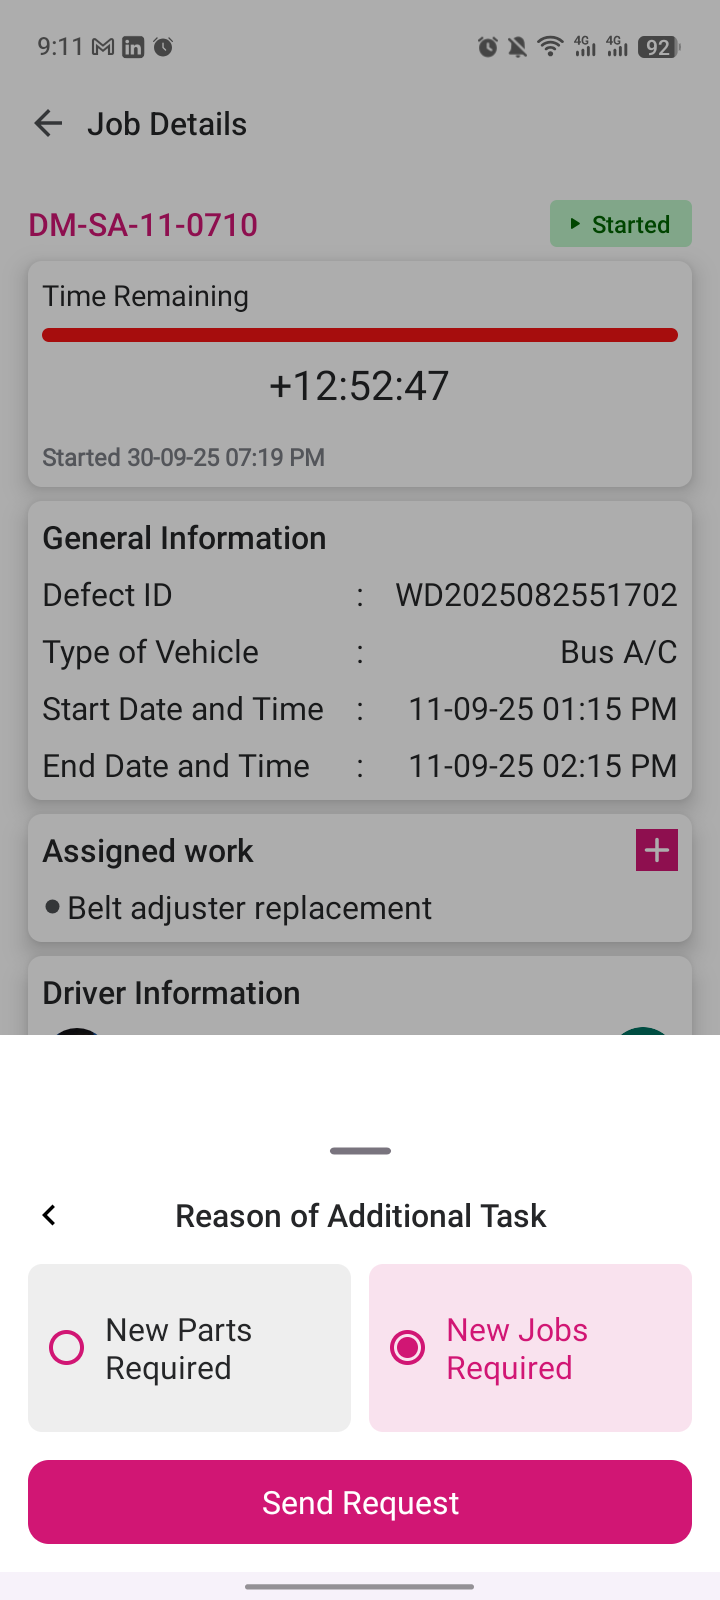 9:11
4G 4G 92
Job Details
DM-SA-11-0710
Started
Time Remaining
+12:52:47
Started 30-09-25 07:19 PM
General Information
Defect ID : WD2025082551702
Type of Vehicle : Bus A/C
Start Date and Time : 11-09-25 01:15 PM
End Date and Time : 11-09-25 02:15 PM
Assigned work
Belt adjuster replacement
Driver Information
Reason of Additional Task
New Parts
Required
New Jobs
Required
Send Request